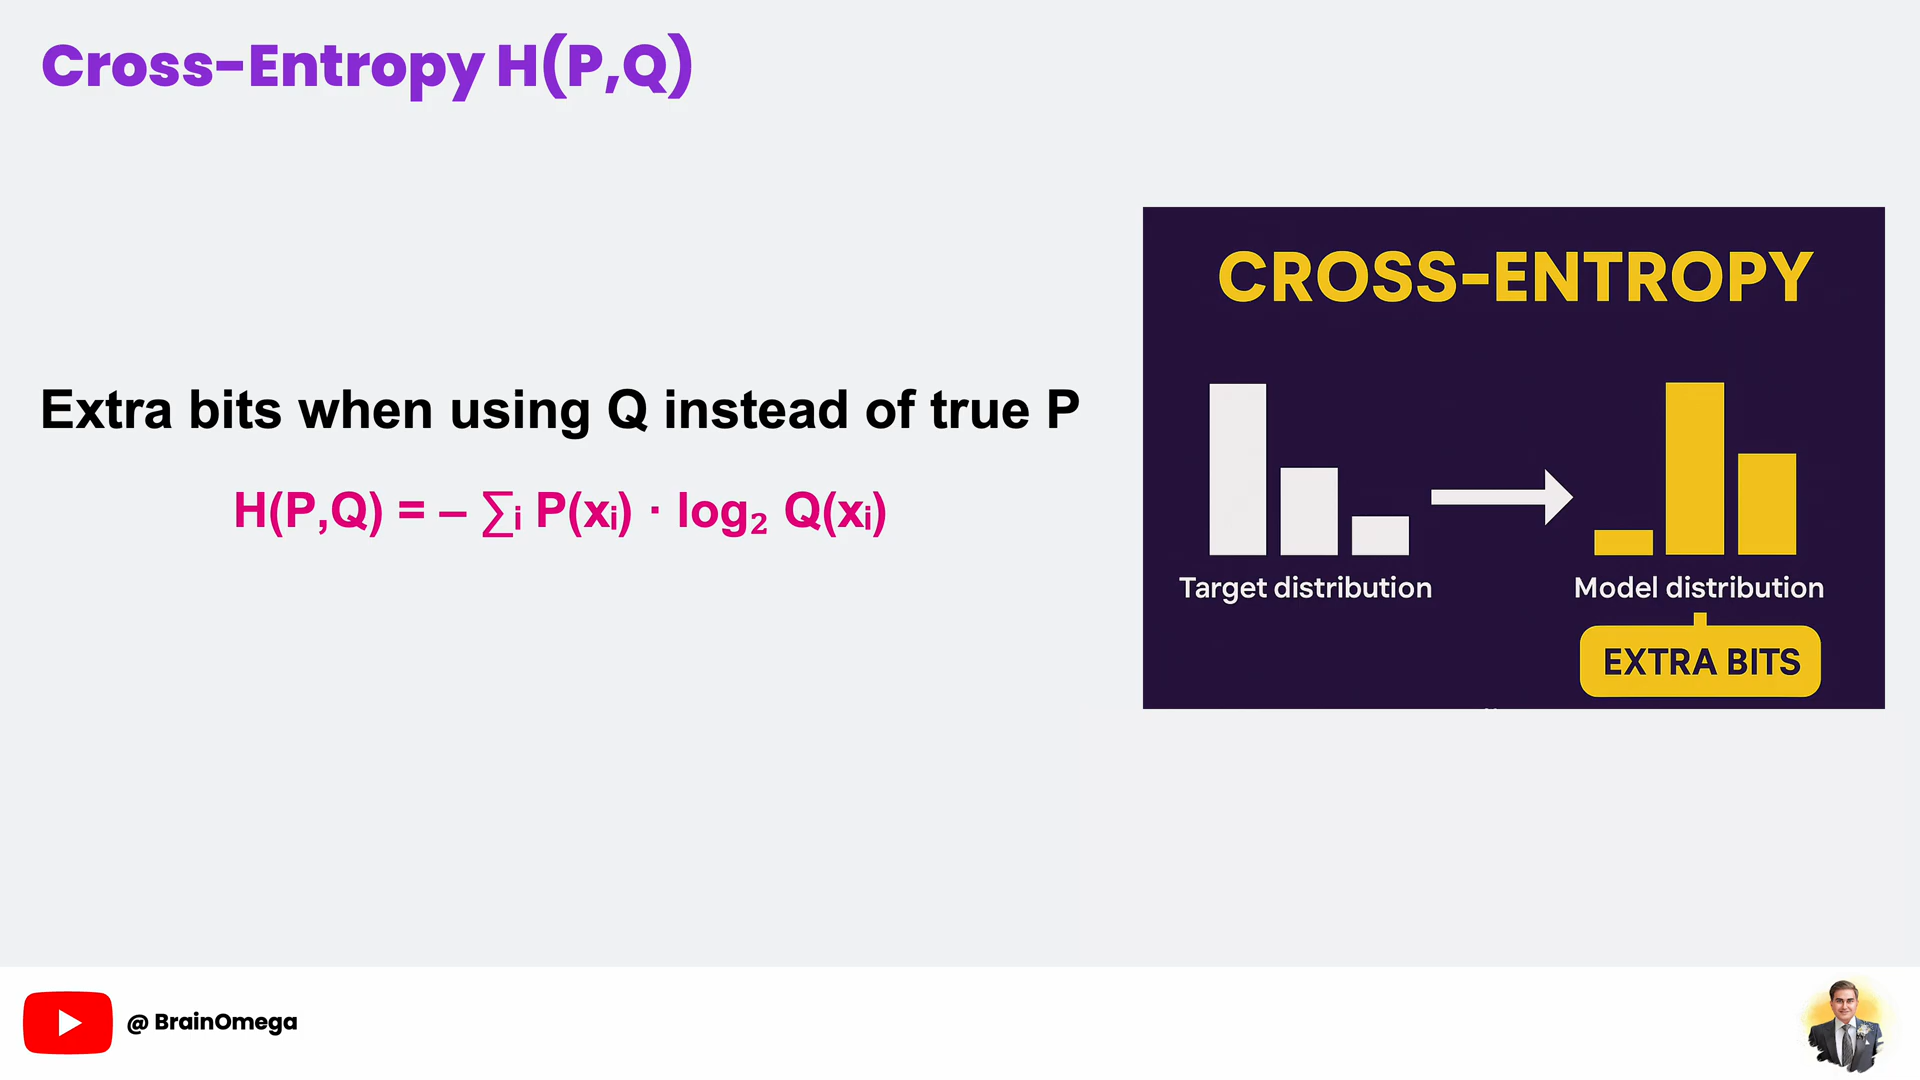 Cross-Entropy H(P,Q)
Extra bits when using Q instead of true P
H(P,Q) = – ∑ᵢ P(xᵢ) · log₂ Q(xᵢ)
CROSS-ENTROPY
Target distribution
Model distribution
EXTRA BITS
@ BrainOmega